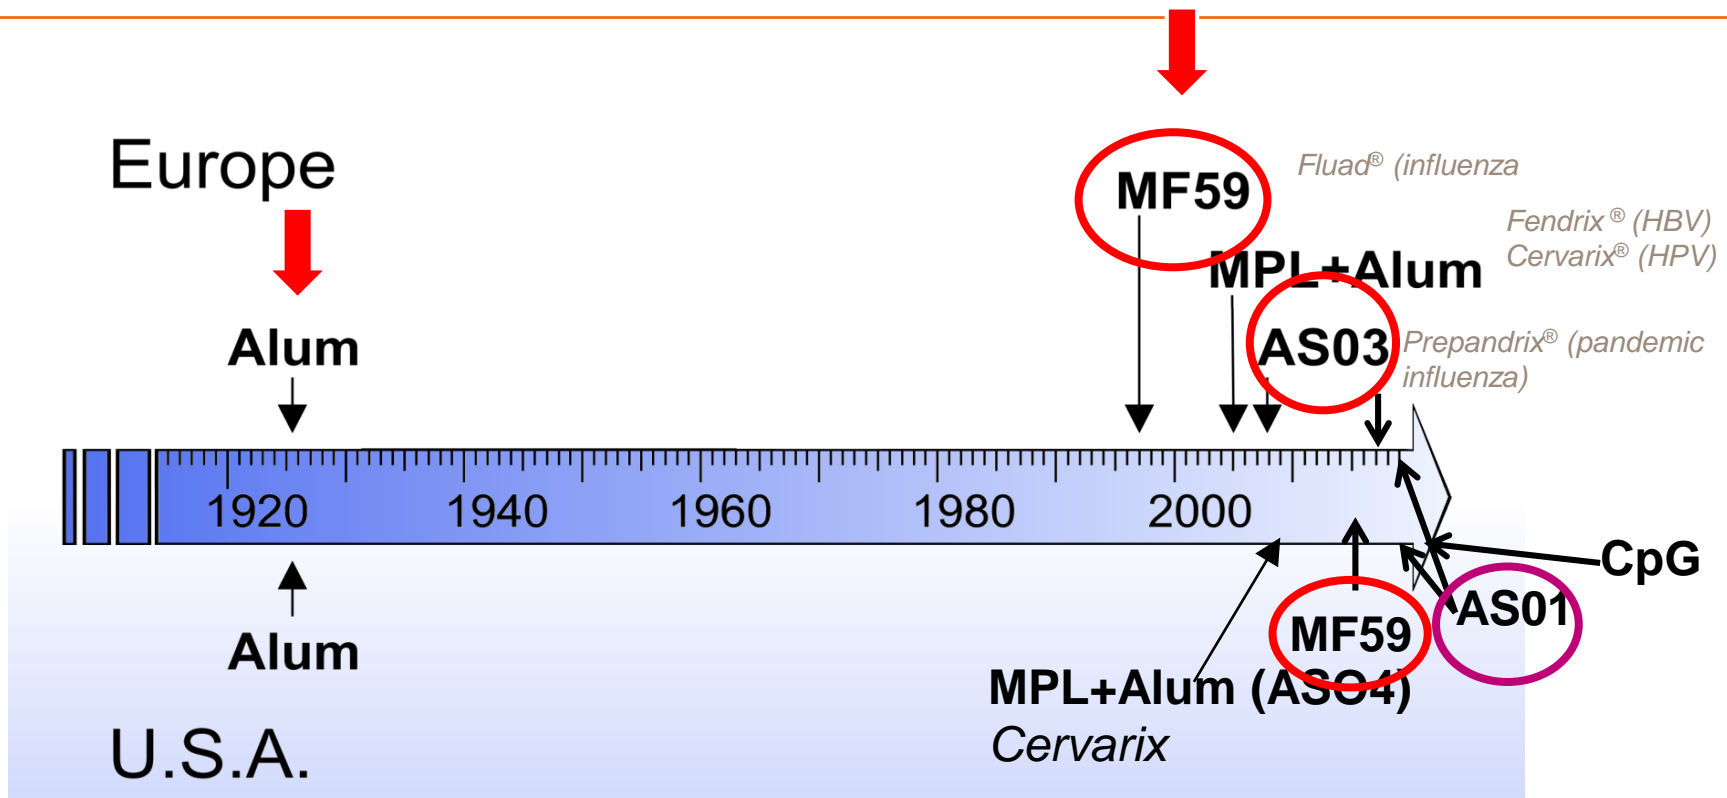 Europe
MF59
Fluad® (influenza
Fendrix ® (HBV)
Cervarix® (HPV)
MPL+Alum
Alum
AS03
Prepandrix® (pandemic
influenza)
1920 1940 1960 1980 2000
CpG
AS01
MF59
Alum
MPL+Alum (ASO4)
Cervarix
U.S.A.